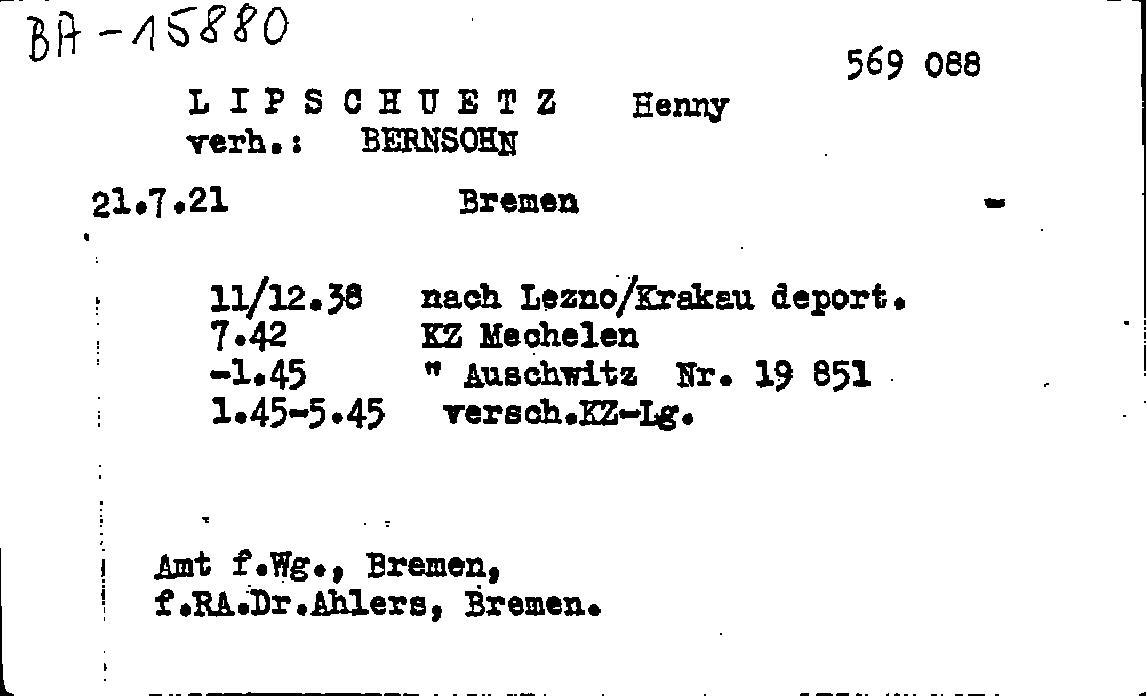 BA-15880
569 088
LIPSCHUETZ Henny
verh.: BERNSOHN
21.7.21 Bremen -
11/12.38 nach Lezno/Krakau deport.
7.42 KZ Mechelen
-1.45 " Auschwitz Nr. 19 851
1.45-5.45 versch.KZ-Lg.
Amt f.Wg., Bremen,
f.RA.Dr.Ahlers, Bremen.